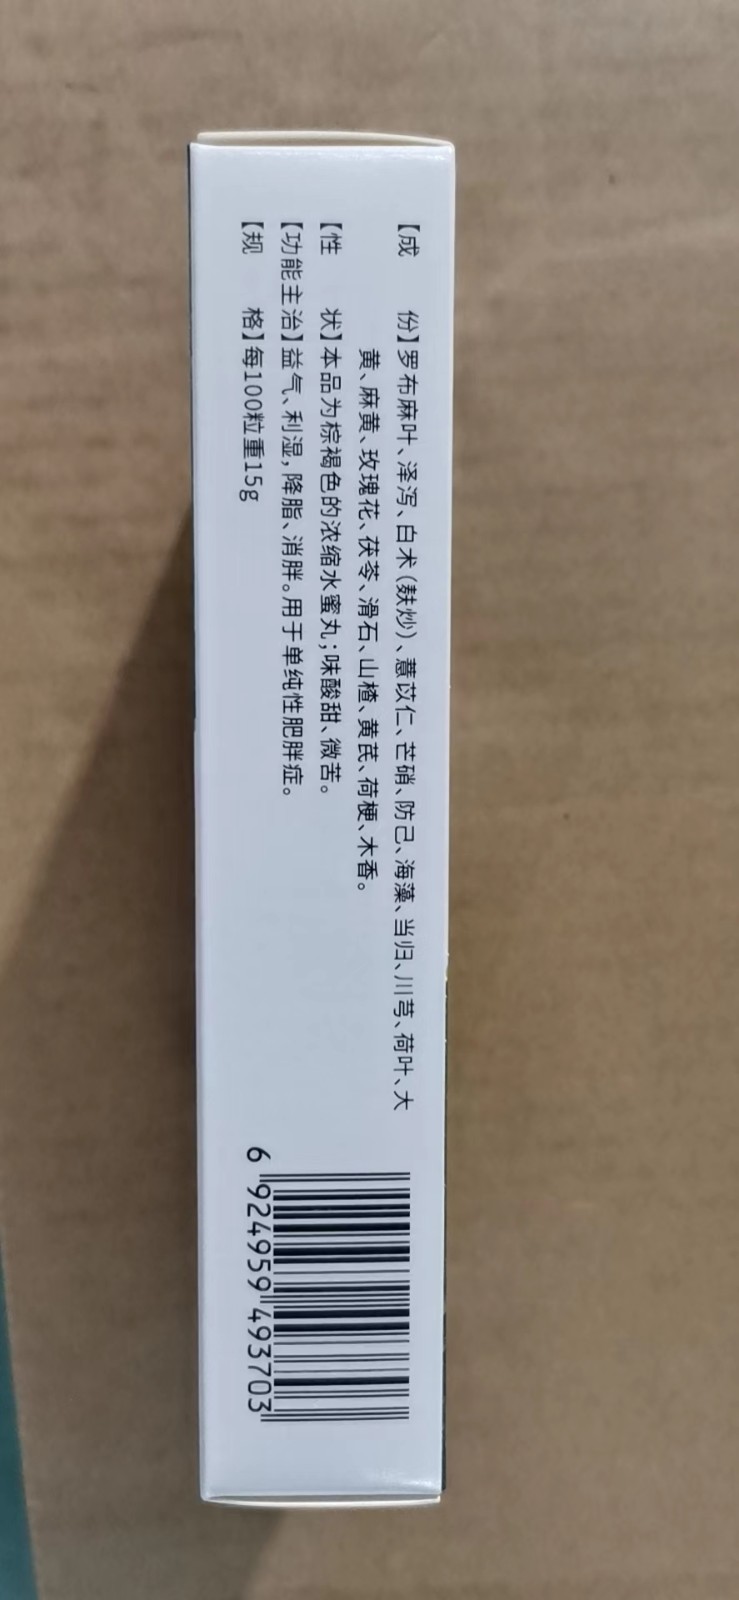 【成 份】罗布麻叶、泽泻、白术(麸炒)、薏苡仁、芒硝、防己、海藻、当归、川芎、荷叶、大
黄、麻黄、玫瑰花、茯苓、滑石、山楂、黄芪、荷梗、木香。
【性 状】本品为棕褐色的浓缩水蜜丸;味酸甜、微苦。
【功能主治】益气、利湿,降脂、消胖。用于单纯性肥胖症。
【规 格】每100粒重15g
6 924959 493703